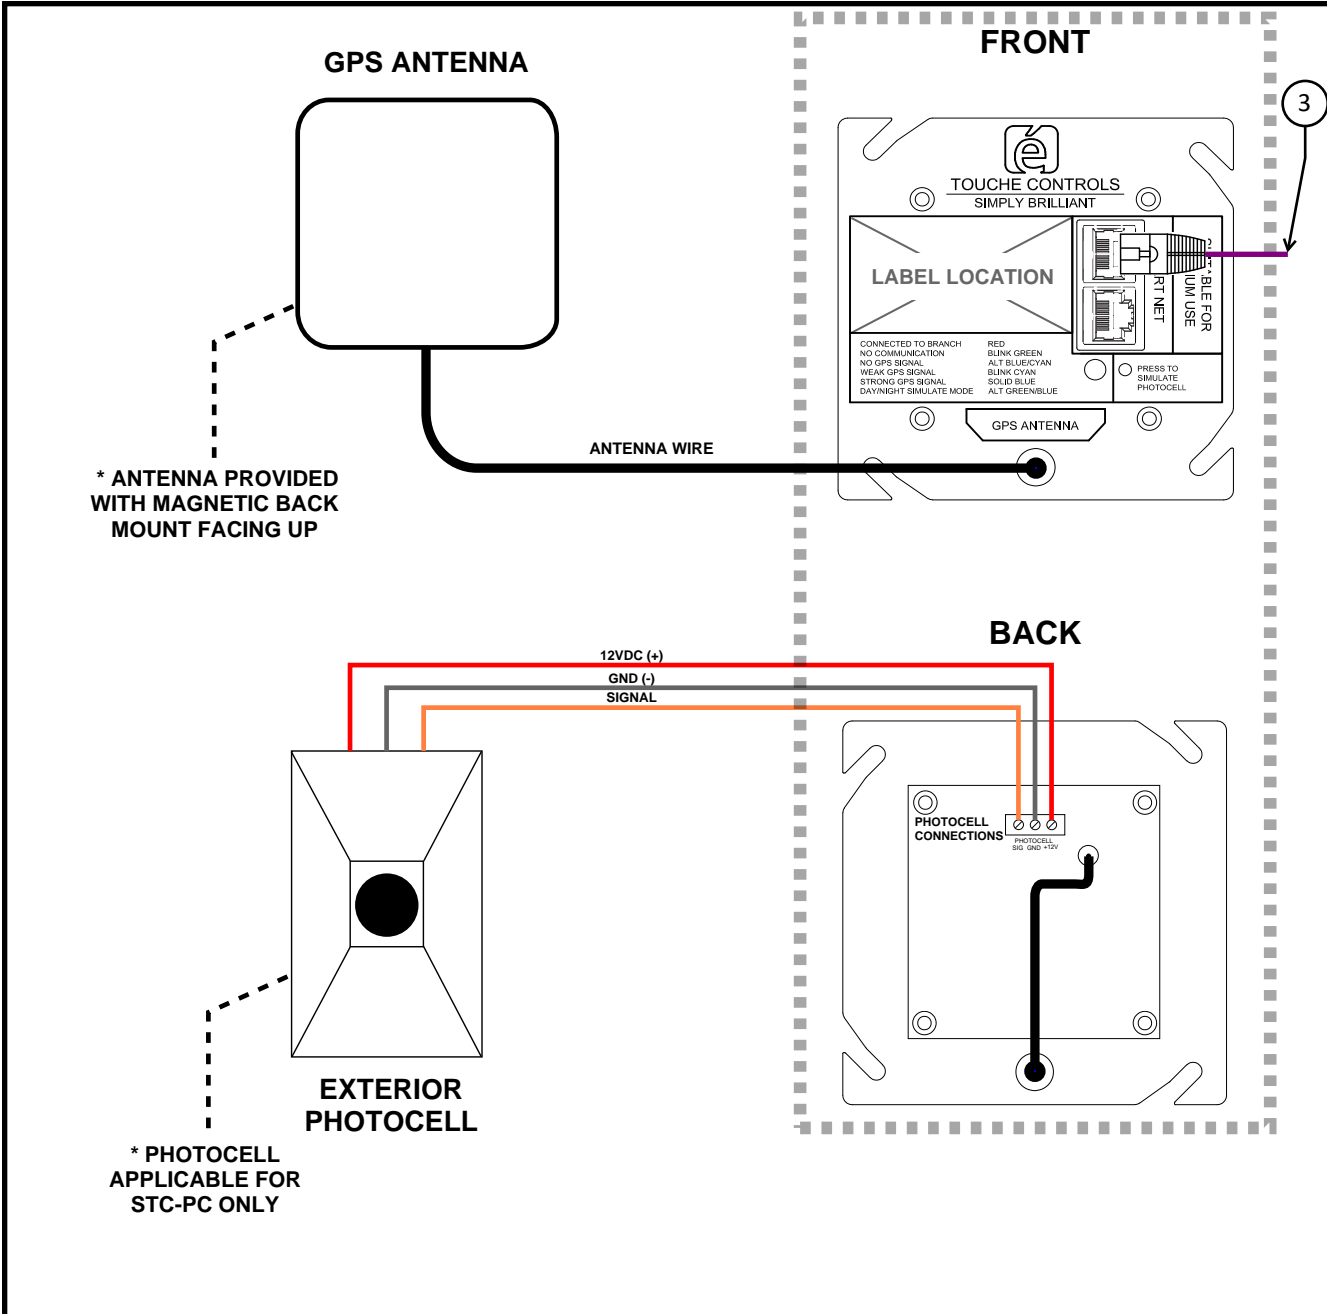 FRONT
GPS ANTENNA
3
é
TOUCHE CONTROLS
SIMPLY BRILLIANT
LABEL LOCATION
BLE FOR
IUM USE
RT NET
CONNECTED TO BRANCH RED
NO COMMUNICATION BLINK GREEN
NO GPS SIGNAL ALT BLUE/CYAN
WEAK GPS SIGNAL BLINK CYAN
STRONG GPS SIGNAL SOLID BLUE
DAY/NIGHT SIMULATE MODE ALT GREEN/BLUE
PRESS TO
SIMULATE
PHOTOCELL
GPS ANTENNA
ANTENNA WIRE
* ANTENNA PROVIDED
WITH MAGNETIC BACK
MOUNT FACING UP
BACK
12VDC (+)
GND (-)
SIGNAL
PHOTOCELL
CONNECTIONS
PHOTOCELL
SIG GND +12V
EXTERIOR
PHOTOCELL
* PHOTOCELL
APPLICABLE FOR
STC-PC ONLY